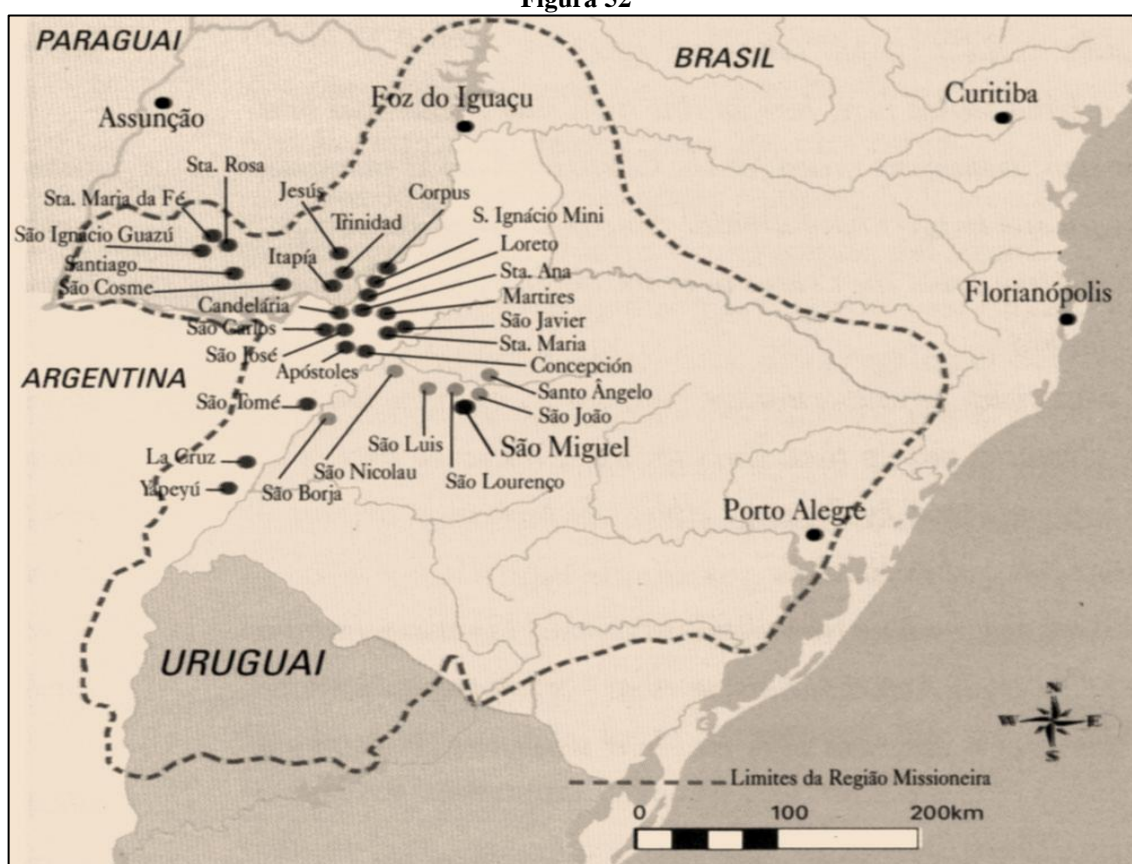 Figura 52
PARAGUAI
BRASIL
Foz do Iguaçu
Curitiba
Assunção
Sta. Rosa
Jesús
Corpus
Sta. Maria da Fé
Trinidad
S. Ignácio Mini
São Ignácio Guazú
Itapía
Loreto
Santiago
Sta. Ana
São Cosme
Martires
Florianópolis
Candelária
São Javier
São Carlos
Sta. Maria
São José
Concepción
Apóstoles
ARGENTINA
Santo Ângelo
São Tomé
São João
São Luis
São Miguel
La Cruz
São Nicolau
São Lourenço
Yapeyú
São Borja
Porto Alegre
URUGUAI
N
W E
S
Limites da Região Missioneira
0 100 200km